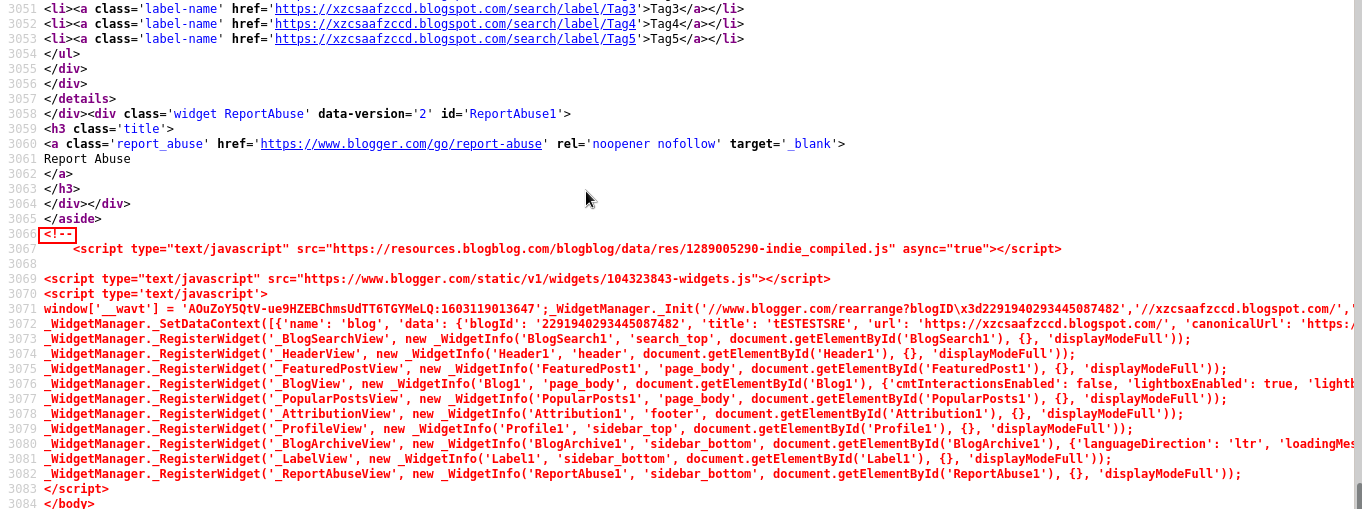 3051 <li><a class='label-name' href='https://xzcsaafzccd.blogspot.com/search/label/Tag3'>Tag3</a></li>
3052 <li><a class='label-name' href='https://xzcsaafzccd.blogspot.com/search/label/Tag4'>Tag4</a></li>
3053 <li><a class='label-name' href='https://xzcsaafzccd.blogspot.com/search/label/Tag5'>Tag5</a></li>
3054 </ul>
3055 </div>
3056 </div>
3057 </details>
3058 </div><div class='widget ReportAbuse' data-version='2' id='ReportAbuse1'>
3059 <h3 class='title'>
3060 <a class='report_abuse' href='https://www.blogger.com/go/report-abuse' rel='noopener nofollow' target='_blank'>
3061 Report Abuse
3062 </a>
3063 </h3>
3064 </div></div>
3065 </aside>
3066 <!--
3067     <script type="text/javascript" src="https://resources.blogblog.com/blogblog/data/res/1289005290-indie_compiled.js" async="true"></script>
3068
3069 <script type="text/javascript" src="https://www.blogger.com/static/v1/widgets/104323843-widgets.js"></script>
3070 <script type='text/javascript'>
3071 window['__wavt'] = 'AOuZoY5QtV-ue9HZEBChmsUdTT6TGYMeLQ:1603119013647';_WidgetManager._Init('//www.blogger.com/rearrange?blogID\x3d2291940293445087482','//xzcsaafzccd.blogspot.com/','
3072 _WidgetManager._SetDataContext([{'name': 'blog', 'data': {'blogId': '2291940293445087482', 'title': 'tESTESTSRE', 'url': 'https://xzcsaafzccd.blogspot.com/', 'canonicalUrl': 'https:/
3073 _WidgetManager._RegisterWidget('_BlogSearchView', new _WidgetInfo('BlogSearch1', 'search_top', document.getElementById('BlogSearch1'), {}, 'displayModeFull'));
3074 _WidgetManager._RegisterWidget('_HeaderView', new _WidgetInfo('Header1', 'header', document.getElementById('Header1'), {}, 'displayModeFull'));
3075 _WidgetManager._RegisterWidget('_FeaturedPostView', new _WidgetInfo('FeaturedPost1', 'page_body', document.getElementById('FeaturedPost1'), {}, 'displayModeFull'));
3076 _WidgetManager._RegisterWidget('_BlogView', new _WidgetInfo('Blog1', 'page_body', document.getElementById('Blog1'), {'cmtInteractionsEnabled': false, 'lightboxEnabled': true, 'lightb
3077 _WidgetManager._RegisterWidget('_PopularPostsView', new _WidgetInfo('PopularPosts1', 'page_body', document.getElementById('PopularPosts1'), {}, 'displayModeFull'));
3078 _WidgetManager._RegisterWidget('_AttributionView', new _WidgetInfo('Attribution1', 'footer', document.getElementById('Attribution1'), {}, 'displayModeFull'));
3079 _WidgetManager._RegisterWidget('_ProfileView', new _WidgetInfo('Profile1', 'sidebar_top', document.getElementById('Profile1'), {}, 'displayModeFull'));
3080 _WidgetManager._RegisterWidget('_BlogArchiveView', new _WidgetInfo('BlogArchive1', 'sidebar_bottom', document.getElementById('BlogArchive1'), {'languageDirection': 'ltr', 'loadingMes
3081 _WidgetManager._RegisterWidget('_LabelView', new _WidgetInfo('Label1', 'sidebar_bottom', document.getElementById('Label1'), {}, 'displayModeFull'));
3082 _WidgetManager._RegisterWidget('_ReportAbuseView', new _WidgetInfo('ReportAbuse1', 'sidebar_bottom', document.getElementById('ReportAbuse1'), {}, 'displayModeFull'));
3083 </script>
3084 </body>